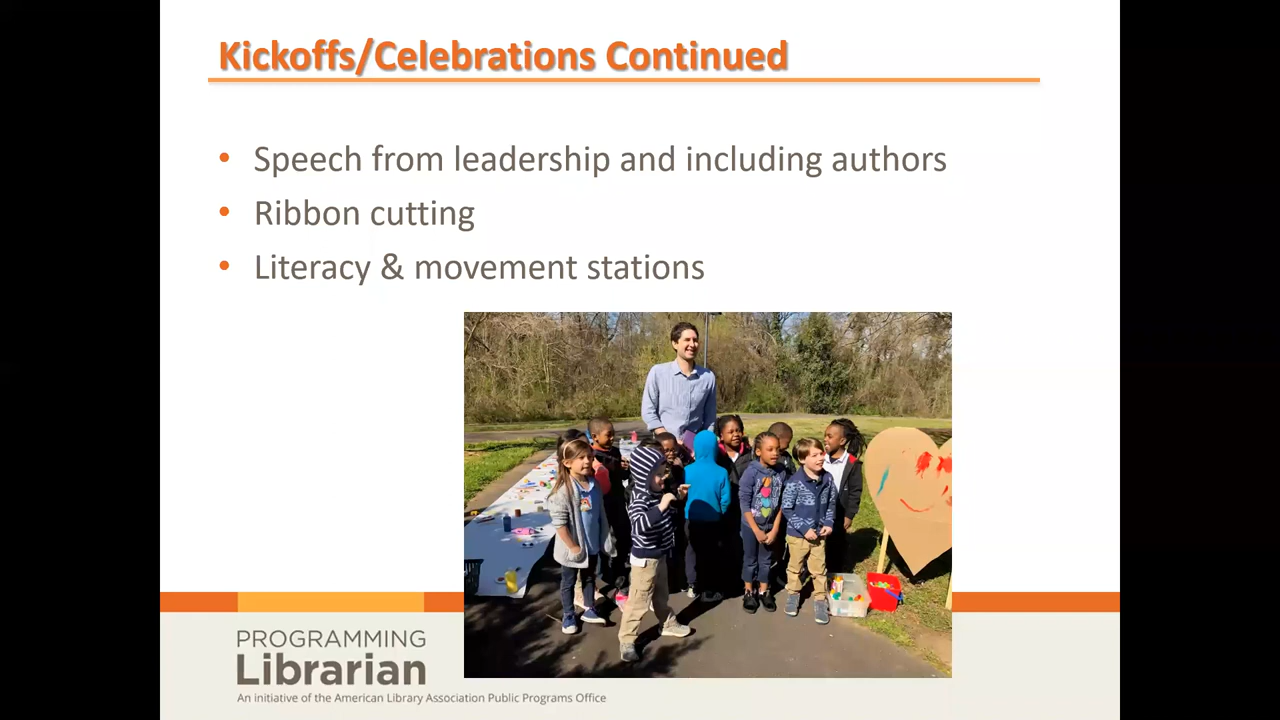 Kickoffs/Celebrations Continued
• Speech from leadership and including authors
• Ribbon cutting
• Literacy & movement stations
PROGRAMMING
Librarian
An initiative of the American Library Association Public Programs Office